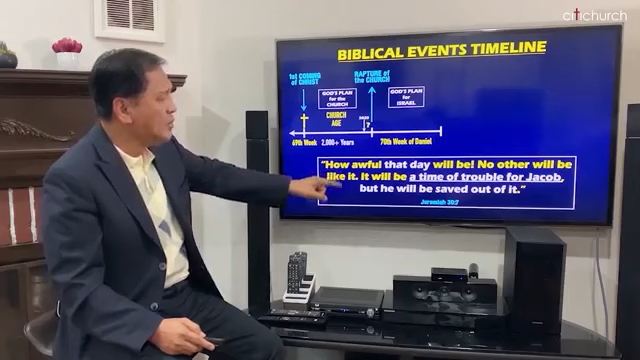 citichurch
BIBLICAL EVENTS TIMELINE
1st COMING
of CHRIST
RAPTURE of
the CHURCH
GOD'S PLAN
for the
CHURCH
GOD'S PLAN
for
ISRAEL
CHURCH
AGE
2020
?
69th Week 2,000+ Years 70th Week of Daniel
"How awful that day will be! No other will be
like it. It will be a time of trouble for Jacob,
but he will be saved out of it."
Jeremiah 30:7